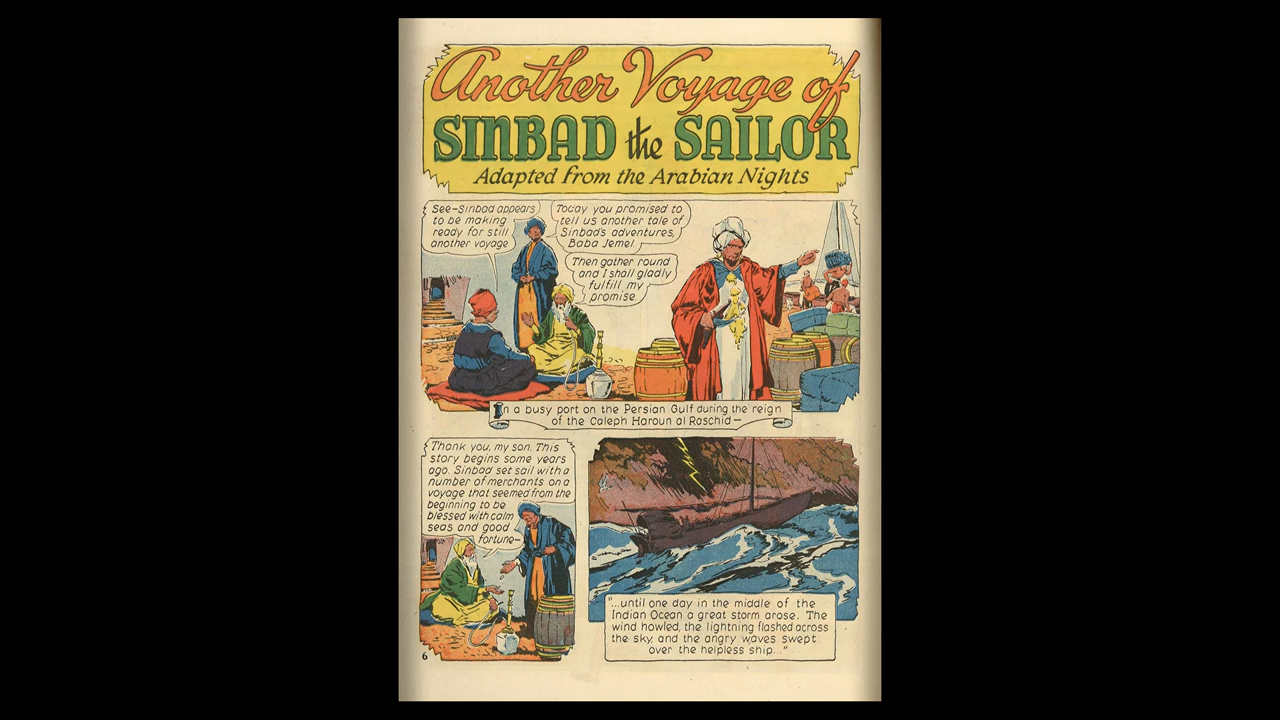 Another Voyage of
SINBAD the SAILOR
Adapted from the Arabian Nights
See-Sinbad appears
to be making
ready for still
another voyage
Today you promised to
tell us another tale of
Sinbad's adventures,
Baba Jemel
Then gather round
and I shall gladly
fulfill my
promise
In a busy port on the Persian Gulf during the reign
of the Caleph Haroun al Raschid—
Thank you, my son. This
story begins some years
ago. Sinbad set sail with a
number of merchants on a
voyage that seemed from the
beginning to be
blessed with calm
seas and good
fortune—
"...until one day in the middle of the
Indian Ocean a great storm arose. The
wind howled, the lightning flashed across
the sky, and the angry waves swept
over the helpless ship..."
6